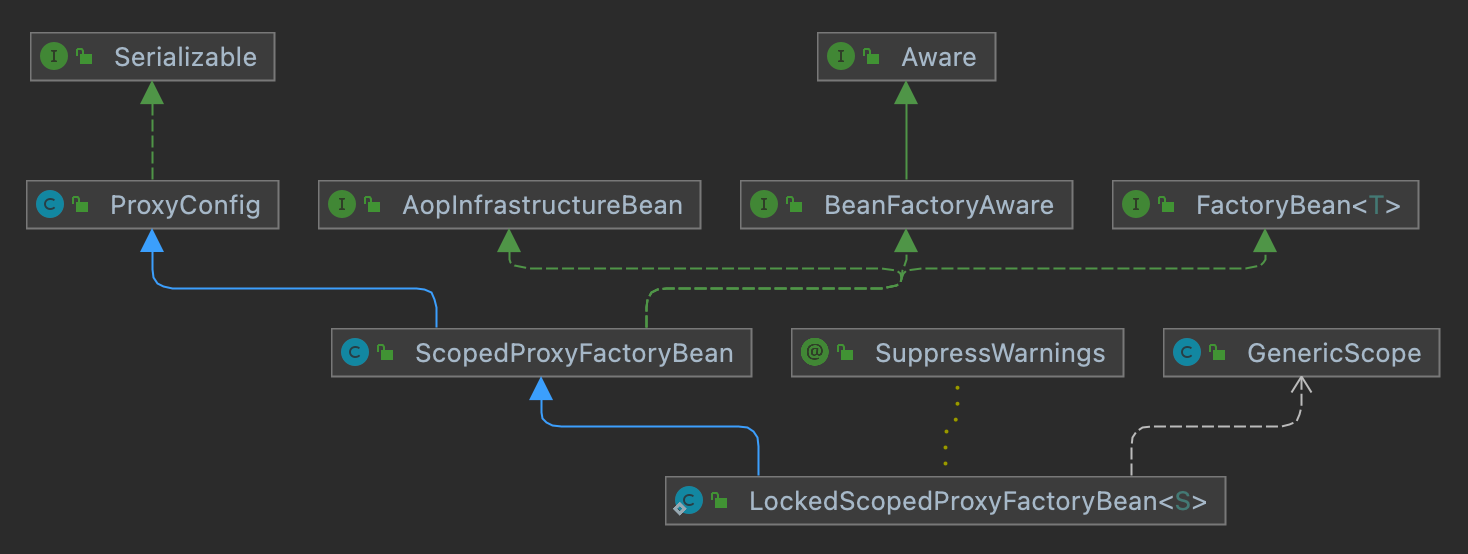 I Serializable
I Aware
C ProxyConfig
I AopInfrastructureBean
I BeanFactoryAware
I FactoryBean<T>
C ScopedProxyFactoryBean
@ SuppressWarnings
C GenericScope
C LockedScopedProxyFactoryBean<S>